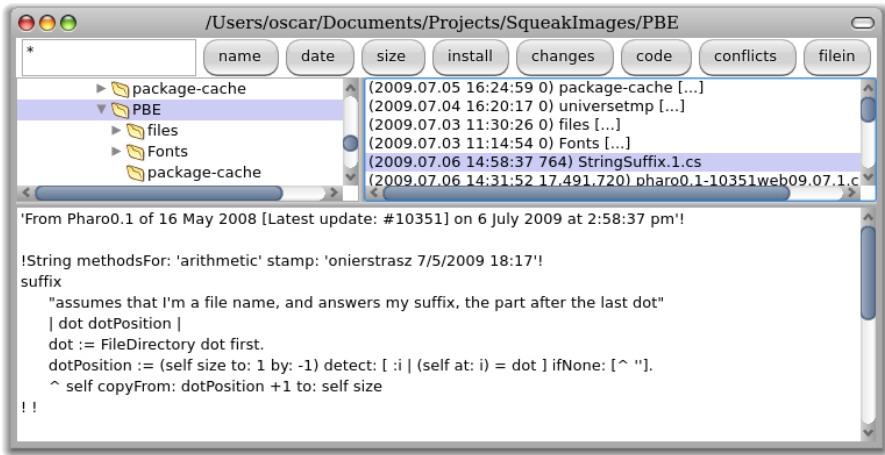 /Users/oscar/Documents/Projects/SqueakImages/PBE
*
name date size install changes code conflicts filein
package-cache
PBE
files
Fonts
package-cache
(2009.07.05 16:24:59 0) package-cache [...]
(2009.07.04 16:20:17 0) universetmp [...]
(2009.07.03 11:30:26 0) files [...]
(2009.07.03 11:14:54 0) Fonts [...]
(2009.07.06 14:58:37 764) StringSuffix.1.cs
(2009.07.06 14:31:52 17,491,720) pharo0.1-10351web09.07.1.c
'From Pharo0.1 of 16 May 2008 [Latest update: #10351] on 6 July 2009 at 2:58:37 pm'!
!String methodsFor: 'arithmetic' stamp: 'onierstrasz 7/5/2009 18:17'!
suffix
"assumes that I'm a file name, and answers my suffix, the part after the last dot"
| dot dotPosition |
dot := FileDirectory dot first.
dotPosition := (self size to: 1 by: -1) detect: [ :i | (self at: i) = dot ] ifNone: [^ ''].
^ self copyFrom: dotPosition +1 to: self size
! !